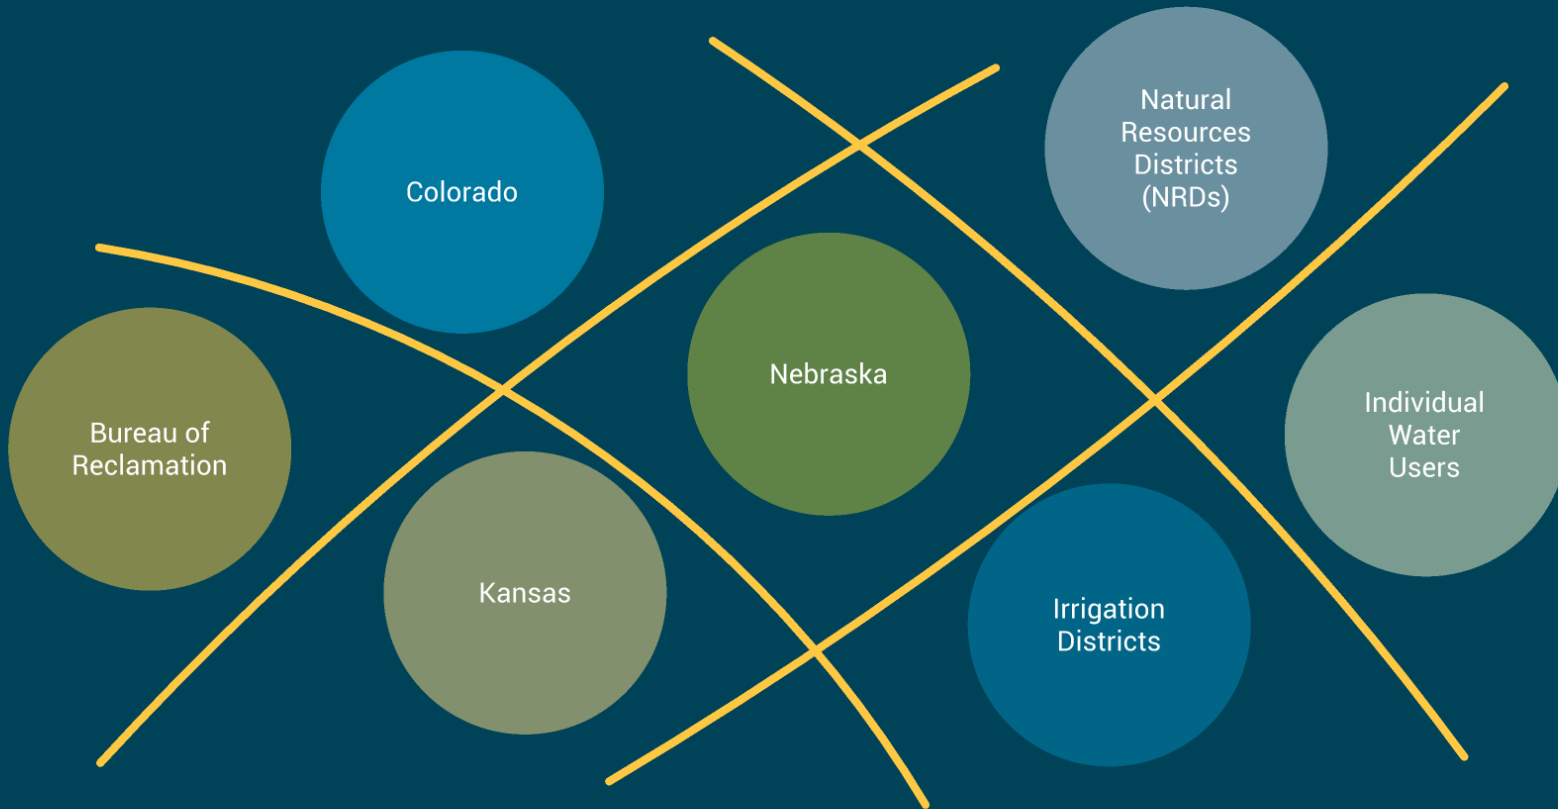 Colorado
Natural
Resources
Districts
(NRDs)
Nebraska
Bureau of
Reclamation
Individual
Water
Users
Kansas
Irrigation
Districts